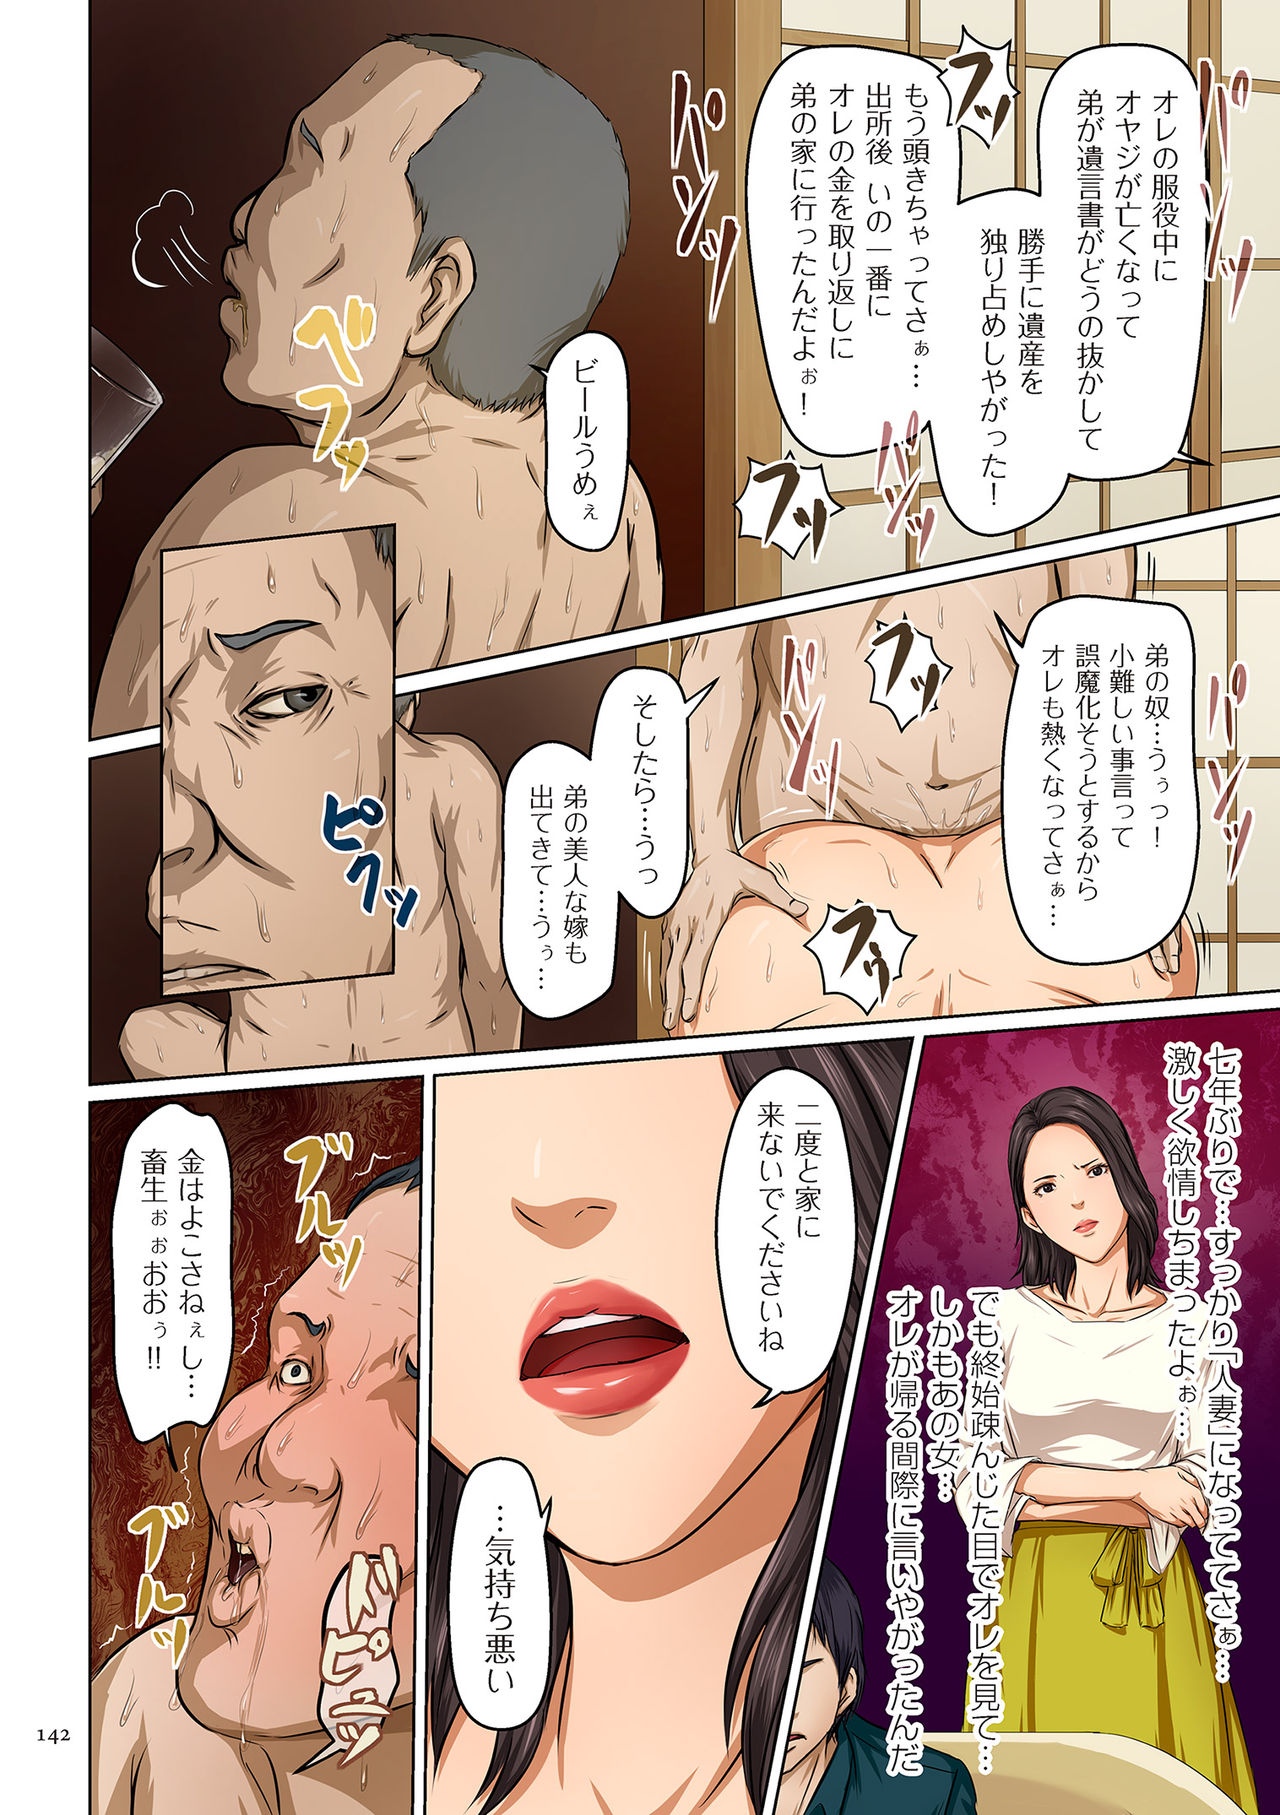 オレの服役中に
オヤジが亡くなって
弟が遺言書がどうの抜かして
勝手に遺産を
独り占めしやがった！
もう頭きちゃってさぁ…
出所後 いの一番に
オレの金を取り返しに
弟の家に行ったんだよぉ！
パンッ
フッ
パンッ
パンッ
パンッ
フッ
ビールうめぇ
ベフーッ
弟の奴…うぅっ！
小難しい事言って
誤魔化そうとするから
オレも熱くなってさぁ…
パンッ
フッ
パンッ
フゥ
そしたら…うっ
弟の美人な嫁も
出てきて…うぅ…
ピクッ
七年ぶりで…すっかり「人妻」になっててさぁ…
激しく欲情しちまったよぉ…
でも終始疎んじた目でオレを見て…
しかもあの女…
オレが帰る間際に言いやがったんだ
二度と家に
来ないでくださいね
…気持ち悪い
金はよこさねぇし…
畜生ぉぉおおぅ!!
ブルルッ
ブルルッ
ドピュッ
142